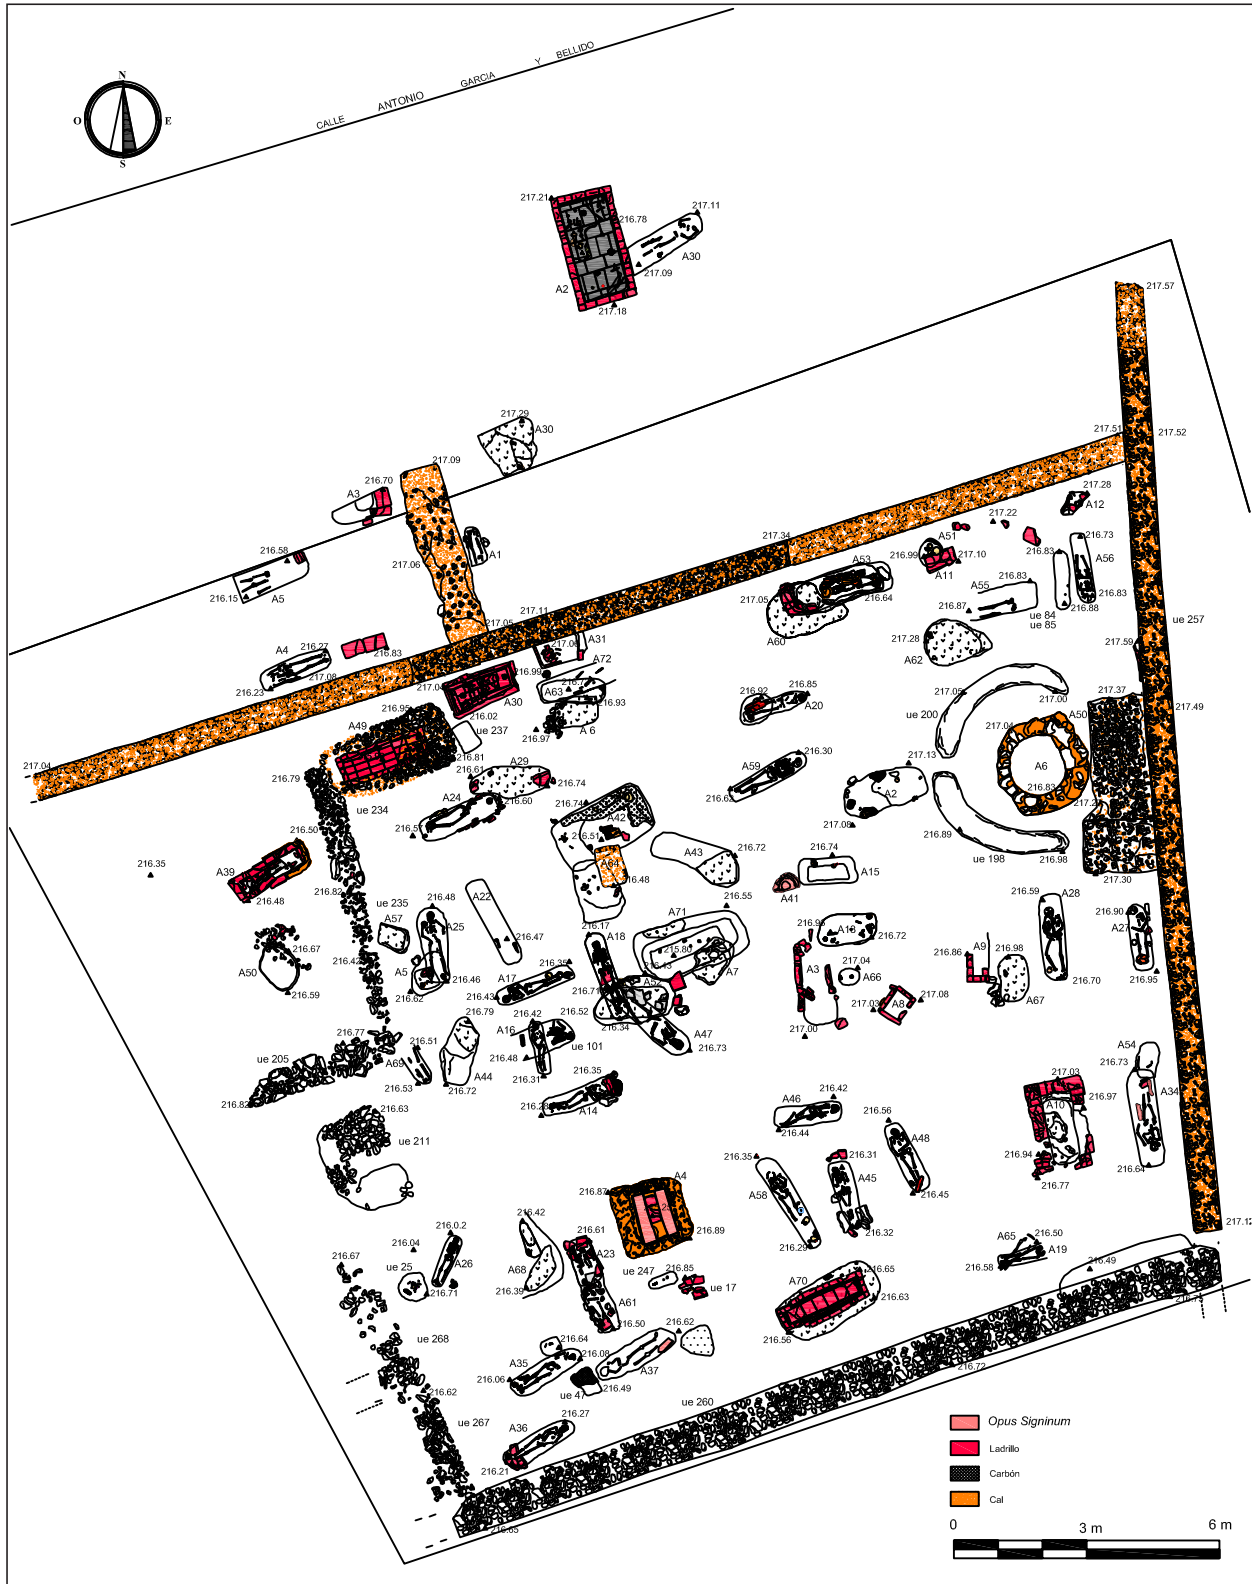 CALLE ANTONIO GARCIA Y BELLIDO
N
O E
S
217.21
216.78
217.11
A30
217.09
A2
217.18
217.57
217.29
A30
217.09
216.70
A3
217.51
217.52
217.28
A12
217.22
216.58
A1
217.34
A51
216.99
217.10
A11
216.73
216.83
A56
217.06
216.15
A5
A53
217.05
216.64
A55
216.83
216.87
216.88
216.83
ue 84
ue 85
ue 257
217.11
217.05
A31
A60
217.28
A62
217.59
A4
216.27
216.83
217.08
216.23
A72
216.99
A63
216.93
A30
216.02
216.95
A49
ue 237
216.97
A 6
216.92
216.85
A20
217.05
217.00
217.37
ue 200
217.04
A50
217.49
A6
216.83
217.04
216.79
216.81
216.61
A29
216.74
216.60
A24
ue 234
216.30
A59
217.13
A2
217.08
216.89
ue 198
216.98
217.30
216.50
A42
216.51
A64
216.48
A43
216.72
216.74
A15
A41
216.35
A39
216.48
216.82
ue 235
A57
216.48
A25
A22
216.47
216.55
A71
216.17
A18
215.80
216.43
A7
A13
216.72
216.59
A28
216.90
A27
216.95
216.70
A9
216.86
216.98
A67
217.04
A66
A3
217.03
A8
217.08
217.00
216.67
A50
216.59
216.42
A5
216.46
216.62
A17
216.35
216.43
A52
216.71
216.34
A47
216.73
216.79
216.42
216.52
A16
ue 101
216.48
216.31
216.77
ue 205
216.82
A69
216.51
216.53
A44
216.72
216.35
A14
A54
216.73
A34
216.64
217.03
A10
216.97
216.94
216.77
216.63
ue 211
216.42
A46
216.44
216.56
A48
216.45
216.35
A58
216.29
216.31
A45
216.32
A4
216.87
216.89
216.42
A68
216.39
216.61
A23
ue 247
216.85
ue 17
A61
216.50
216.0.2
216.04
A26
ue 25
216.71
216.67
A65
216.50
A19
216.58
216.49
A70
216.65
216.63
216.56
216.62
216.64
216.08
A35
216.06
A37
216.49
ue 47
ue 268
216.62
ue 267
216.27
A36
216.21
ue 260
216.72
216.65
Opus Signinum
Ladrillo
Carbón
Cal
0 3 m 6 m